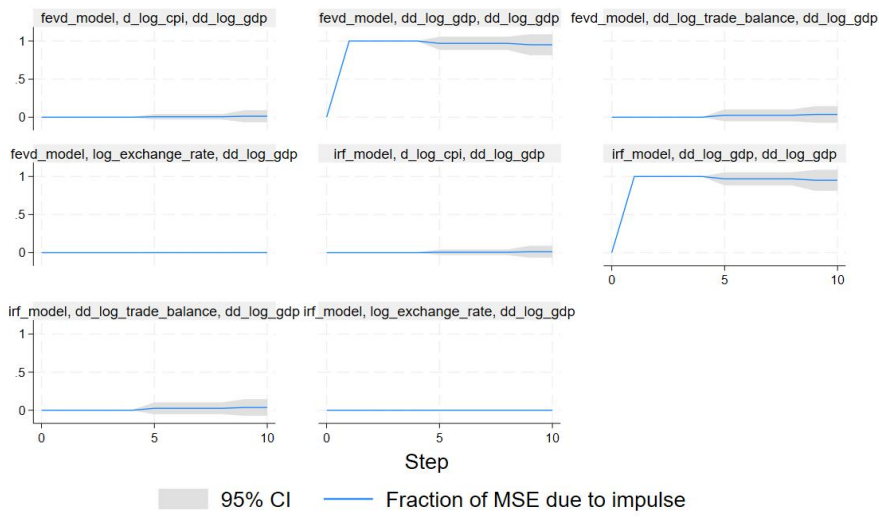 fevd_model, d_log_cpi, dd_log_gdp
fevd_model, dd_log_gdp, dd_log_gdp
fevd_model, dd_log_trade_balance, dd_log_gdp
1
.5
0
fevd_model, log_exchange_rate, dd_log_gdp
irf_model, d_log_cpi, dd_log_gdp
irf_model, dd_log_gdp, dd_log_gdp
1
.5
0
0 5 10
irf_model, dd_log_trade_balance, dd_log_gdp
irf_model, log_exchange_rate, dd_log_gdp
1
.5
0
0 5 10
0 5 10
Step
95% CI
Fraction of MSE due to impulse